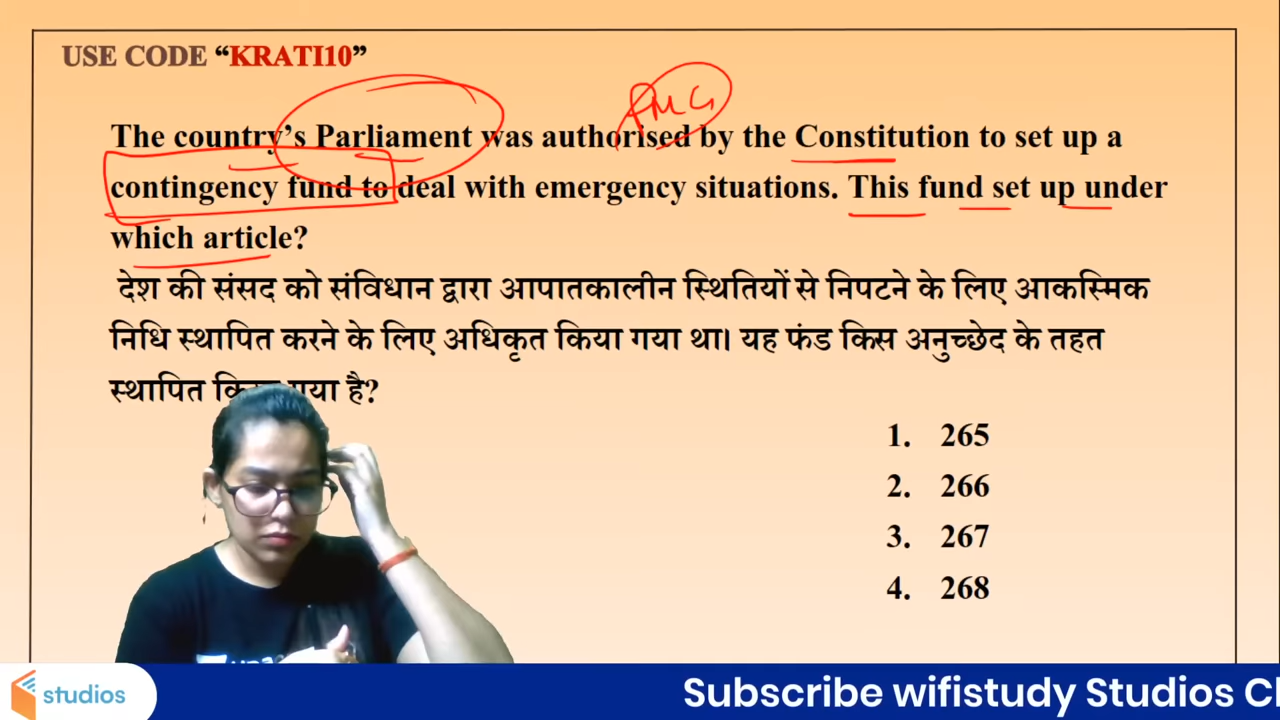 USE CODE “KRATI10”
RMG
The country’s Parliament was authorised by the Constitution to set up a
contingency fund to deal with emergency situations. This fund set up under
which article?
देश की संसद को संविधान द्वारा आपातकालीन स्थितियों से निपटने के लिए आकस्मिक
निधि स्थापित करने के लिए अधिकृत किया गया था। यह फंड किस अनुच्छेद के तहत
स्थापित गया है?
1. 265
2. 266
3. 267
4. 268
studios
Subscribe wifistudy Studios C